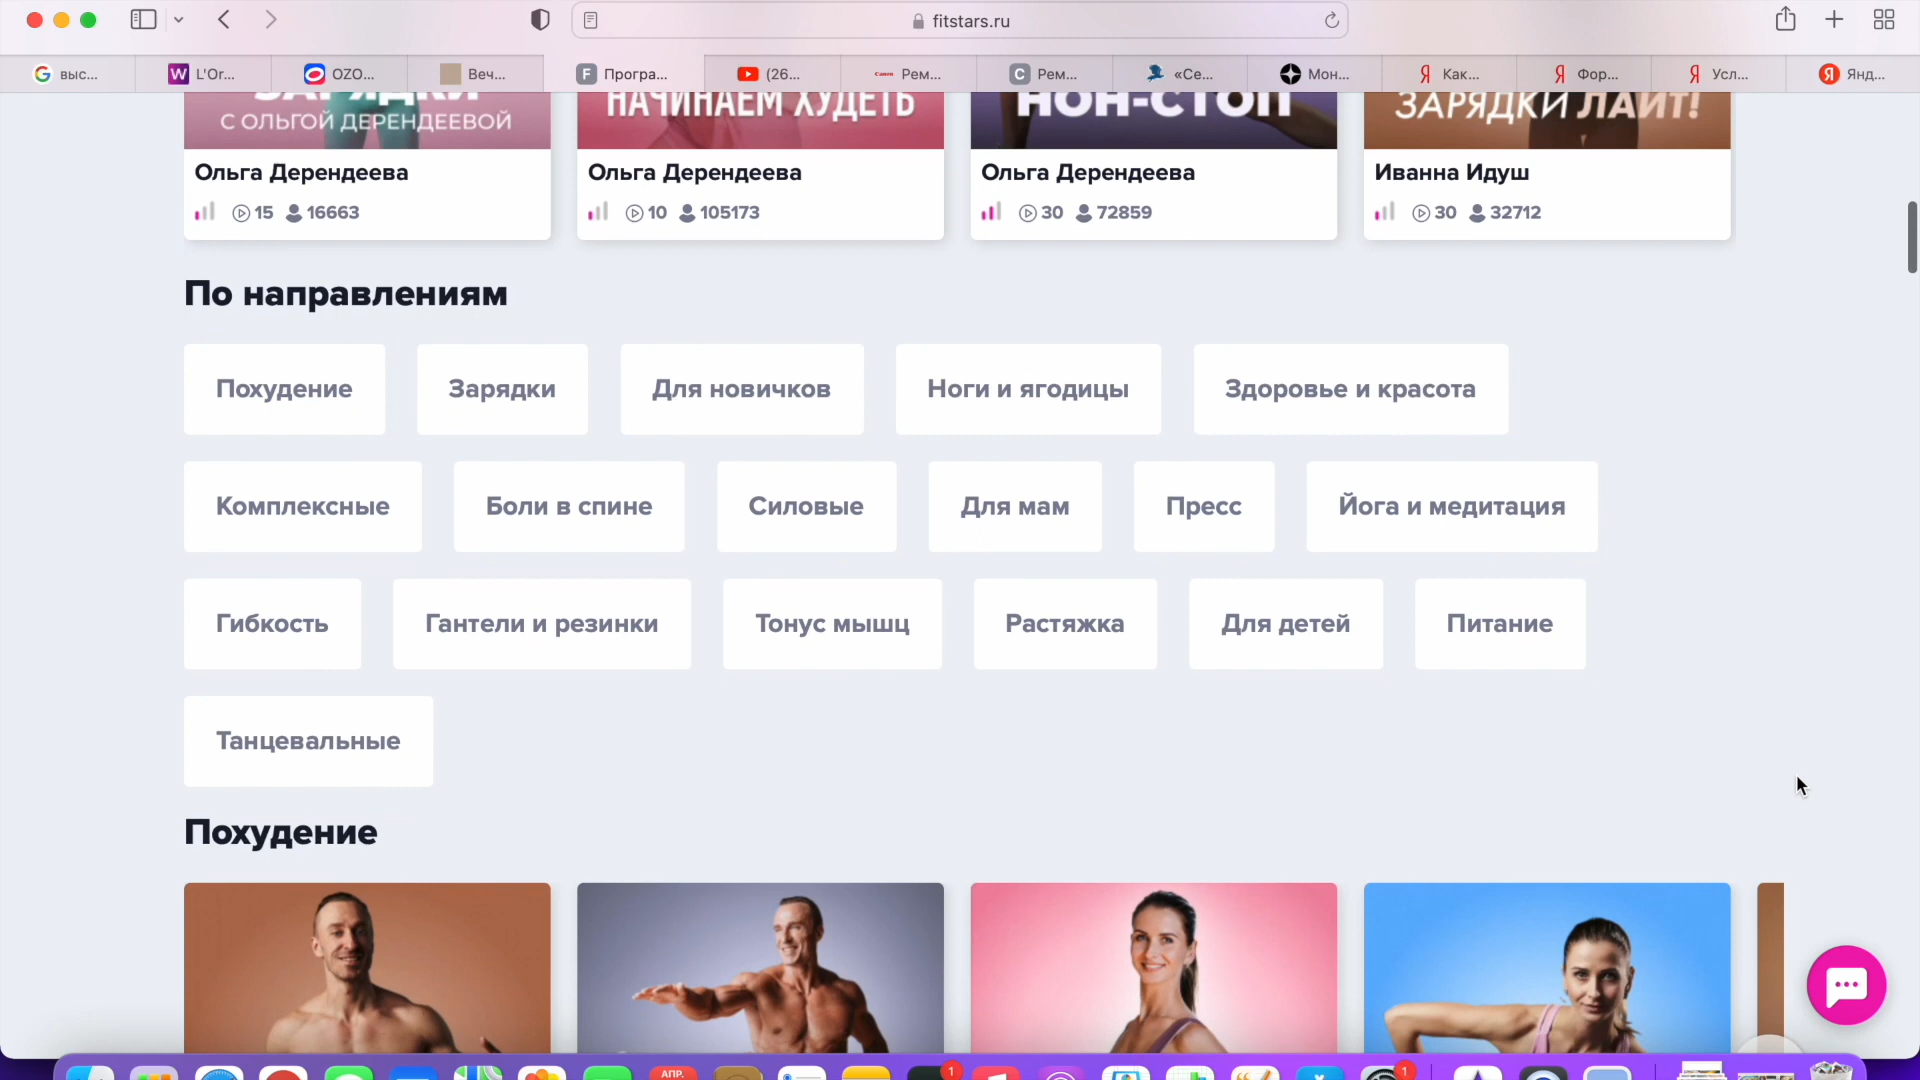 fitstars.ru
выс...
L'Or...
OZO...
Веч...
Програ...
(26...
Рем...
Рем...
«Се...
Мон...
Как...
Фор...
Усл...
Янд...
С ОЛЬГОЙ ДЕРЕНДЕЕВОЙ
НАЧИНАЕМ ХУДЕТЬ
НОН-СТОП
ЗАРЯДКИ ЛАЙТ!
Ольга Дерендеева
15 16663
Ольга Дерендеева
10 105173
Ольга Дерендеева
30 72859
Иванна Идуш
30 32712
По направлениям
Похудение
Зарядки
Для новичков
Ноги и ягодицы
Здоровье и красота
Комплексные
Боли в спине
Силовые
Для мам
Пресс
Йога и медитация
Гибкость
Гантели и резинки
Тонус мышц
Растяжка
Для детей
Питание
Танцевальные
Похудение
АПР.
1
1